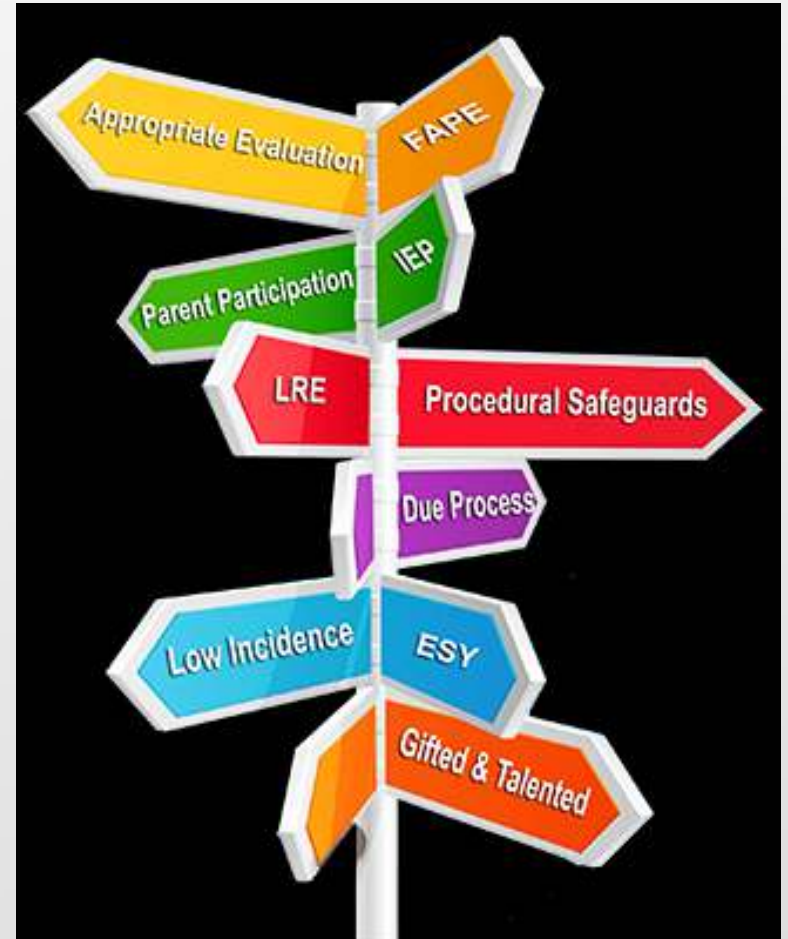 Appropriate Evaluation
FAPE
Parent Participation
IEP
LRE
Procedural Safeguards
Due Process
Low Incidence
ESY
Gifted & Talented